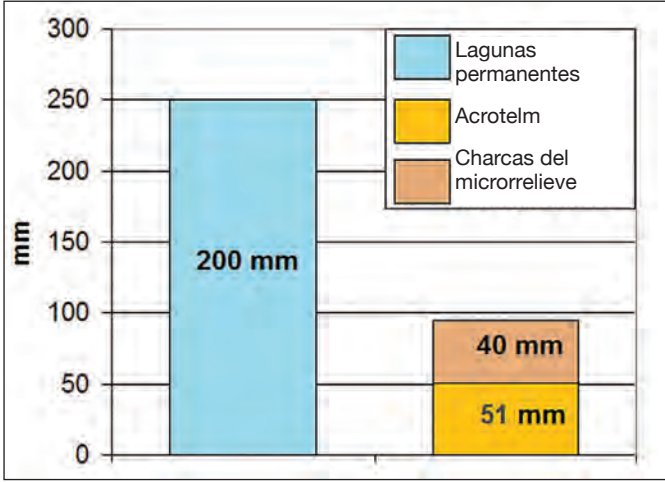 300
250
200
150
100
50
0
mm
200 mm
40 mm
51 mm
Lagunas
permanentes
Acrotelm
Charcas del
microrrelieve